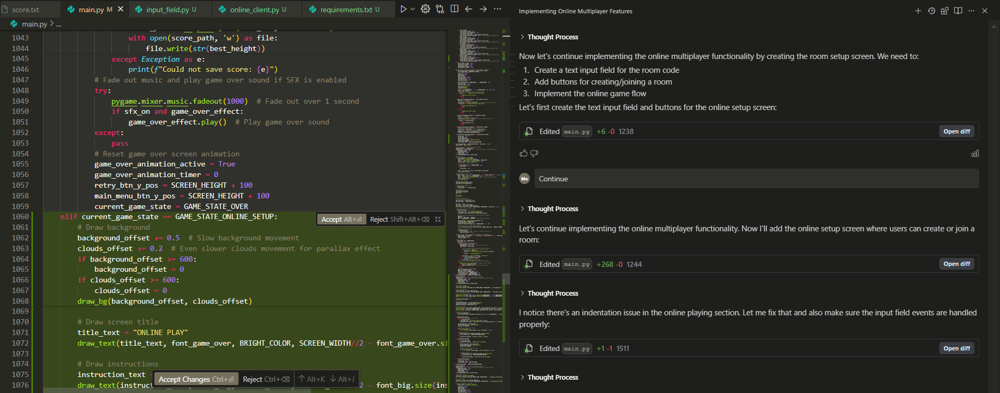 score.txt
main.py M
input_field.py U
online_client.py U
requirements.txt U
main.py > ...
1043 with open(score_path, 'w') as file:
1044 file.write(str(best_height))
1045 except Exception as e:
1046 print(f"Could not save score: {e}")
1047 # Fade out music and play game over sound if SFX is enabled
1048 try:
1049 pygame.mixer.music.fadeout(1000)  # Fade out over 1 second
1050 if sfx_on and game_over_effect:
1051 game_over_effect.play()  # Play game over sound
1052 except:
1053 pass
1054 # Reset game over screen animation
1055 game_over_animation_active = True
1056 game_over_animation_timer = 0
1057 retry_btn_y_pos = SCREEN_HEIGHT + 100
1058 main_menu_btn_y_pos = SCREEN_HEIGHT + 100
1059 current_game_state = GAME_STATE_OVER
1060 elif current_game_state == GAME_STATE_ONLINE_SETUP:
Accept Alt+⏎ Reject Shift+Alt+⌫
1061 # Draw background
1062 background_offset += 0.5  # Slow background movement
1063 clouds_offset += 0.2  # Even slower clouds movement for parallax effect
1064 if background_offset >= 600:
1065 background_offset = 0
1066 if clouds_offset >= 600:
1067 clouds_offset = 0
1068 draw_bg(background_offset, clouds_offset)
1069
1070 # Draw screen title
1071 title_text = "ONLINE PLAY"
1072 draw_text(title_text, font_game_over, BRIGHT_COLOR, SCREEN_WIDTH//2 - font_game_over.si
1073
1074 # Draw instructions
1075 instruction_text
1076 draw_text(instruc //2 - font_big.size(ins
Accept Changes Ctrl+⏎ Reject Ctrl+⌫ ↑ Alt+K ↓ Alt+J
Implementing Online Multiplayer Features
Thought Process
Now let's continue implementing the online multiplayer functionality by creating the room setup screen. We need to:
1. Create a text input field for the room code
2. Add buttons for creating/joining a room
3. Implement the online game flow
Let's first create the text input field and buttons for the online setup screen:
Edited main.py +6 -0 1238 Open diff
Me Continue
Thought Process
Let's continue implementing the online multiplayer functionality. Now I'll add the online setup screen where users can create or join a
room:
Edited main.py +268 -0 1244 Open diff
Thought Process
I notice there's an indentation issue in the online playing section. Let me fix that and also make sure the input field events are handled
properly:
Edited main.py +1 -1 1511 Open diff
Thought Process